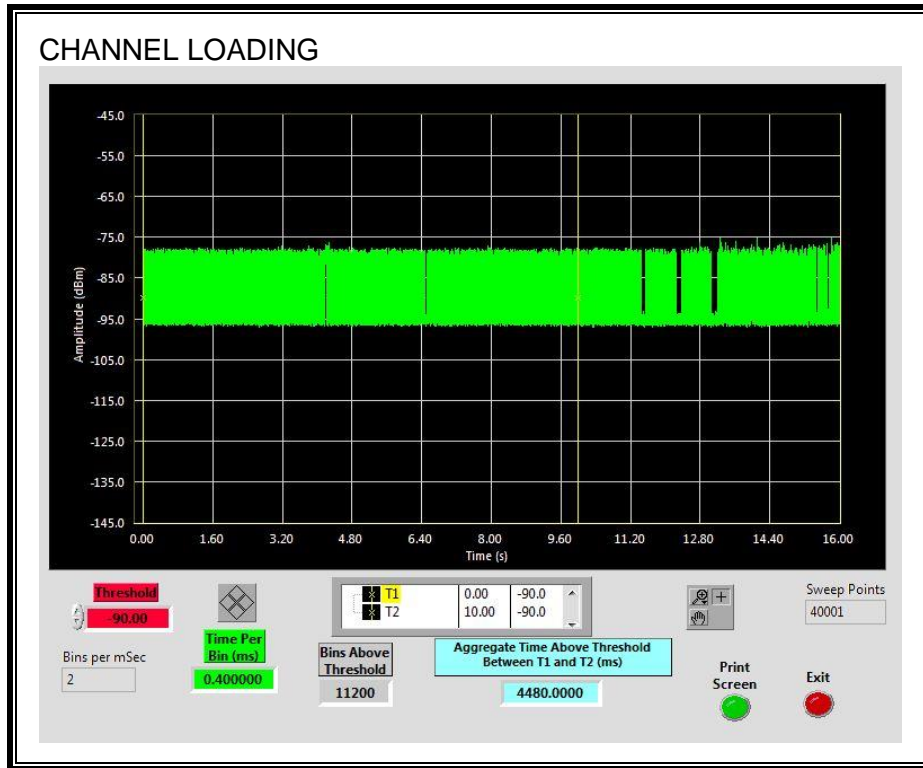 CHANNEL LOADING
-45.0
-55.0
-65.0
-75.0
-85.0
-95.0
-105.0
-115.0
-125.0
-135.0
-145.0
Amplitude (dBm)
0.00 1.60 3.20 4.80 6.40 8.00 9.60 11.20 12.80 14.40 16.00
Time (s)
Threshold
-90.00
Bins per mSec
2
Time Per
Bin (ms)
0.400000
T1 0.00 -90.0
T2 10.00 -90.0
Bins Above
Threshold
11200
Aggregate Time Above Threshold
Between T1 and T2 (ms)
4480.0000
Print
Screen
Sweep Points
40001
Exit